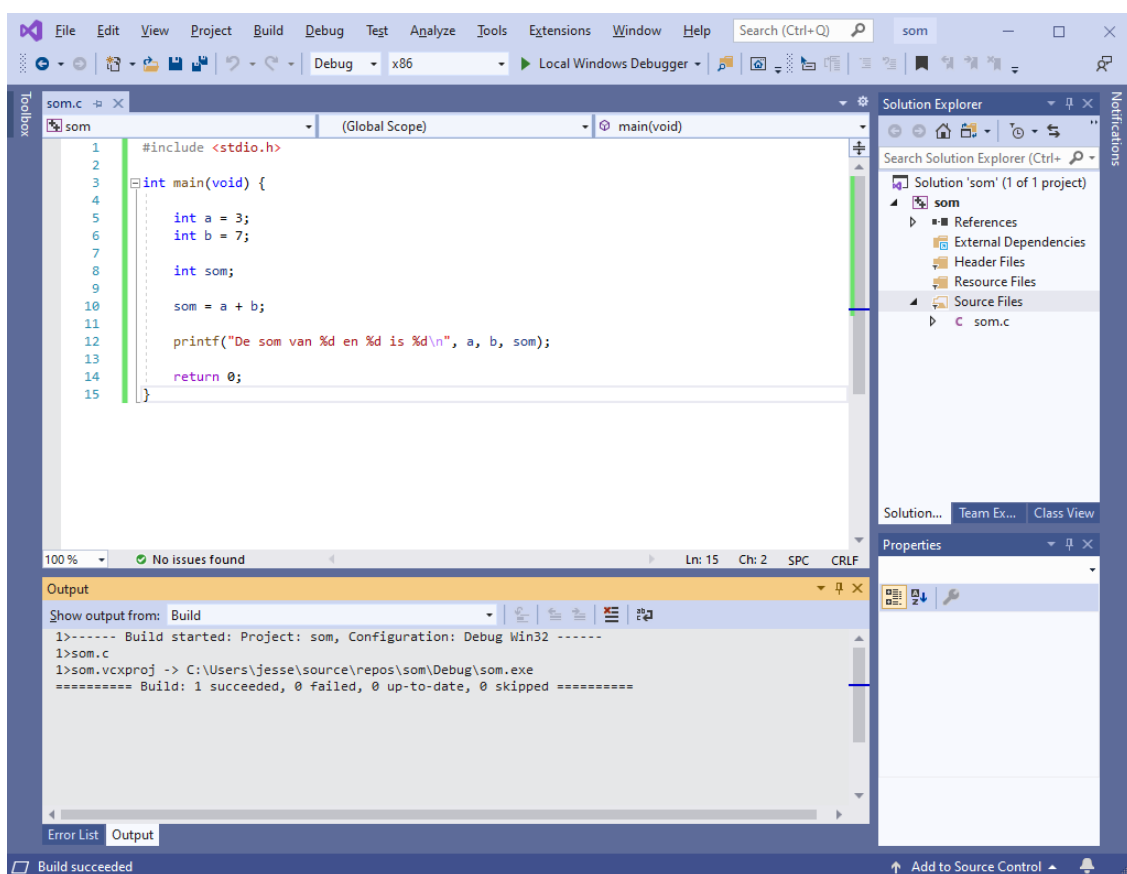 File Edit View Project Build Debug Test Analyze Tools Extensions Window Help Search (Ctrl+Q) som
Debug x86 Local Windows Debugger
Toolbox
som.c
som (Global Scope) main(void)
1 #include <stdio.h>
2
3 int main(void) {
4
5 int a = 3;
6 int b = 7;
7
8 int som;
9
10 som = a + b;
11
12 printf("De som van %d en %d is %d\n", a, b, som);
13
14 return 0;
15 }
100 % No issues found Ln: 15 Ch: 2 SPC CRLF
Output
Show output from: Build
1>------ Build started: Project: som, Configuration: Debug Win32 ------
1>som.c
1>som.vcxproj -> C:\Users\jesse\source\repos\som\Debug\som.exe
========== Build: 1 succeeded, 0 failed, 0 up-to-date, 0 skipped ==========
Error List Output
Solution Explorer
Search Solution Explorer (Ctrl+
Solution 'som' (1 of 1 project)
som
References
External Dependencies
Header Files
Resource Files
Source Files
C som.c
Solution... Team Ex... Class View
Properties
Notifications
Build succeeded Add to Source Control